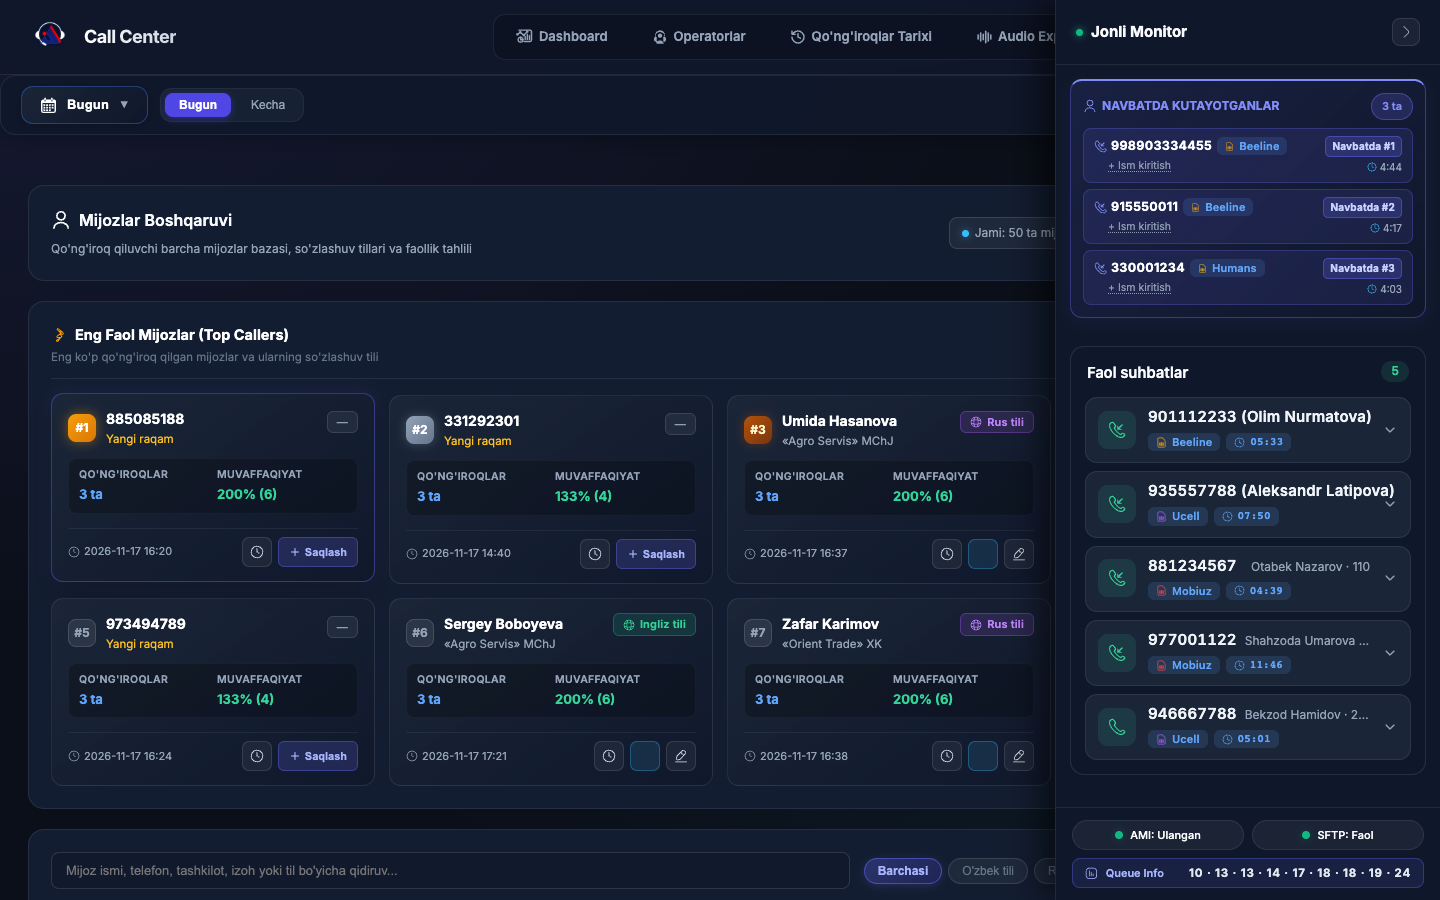 Call Center
Dashboard
Operatorlar
Qo'ng'iroqlar Tarixi
Audio Ex
Bugun ▼
Bugun
Kecha
Mijozlar Boshqaruvi
Qo'ng'iroq qiluvchi barcha mijozlar bazasi, so'zlashuv tillari va faollik tahlili
Jami: 50 ta mi
Eng Faol Mijozlar (Top Callers)
Eng ko'p qo'ng'iroq qilgan mijozlar va ularning so'zlashuv tili
#1
885085188
Yangi raqam
—
QO'NG'IROQLAR
MUVAFFAQIYAT
3 ta
200% (6)
2026-11-17 16:20
+ Saqlash
#2
331292301
Yangi raqam
—
QO'NG'IROQLAR
MUVAFFAQIYAT
3 ta
133% (4)
2026-11-17 14:40
+ Saqlash
#3
Umida Hasanova
«Agro Servis» MChJ
Rus tili
QO'NG'IROQLAR
MUVAFFAQIYAT
3 ta
200% (6)
2026-11-17 16:37
#5
973494789
Yangi raqam
—
QO'NG'IROQLAR
MUVAFFAQIYAT
3 ta
133% (4)
2026-11-17 16:24
+ Saqlash
#6
Sergey Boboyeva
«Agro Servis» MChJ
Ingliz tili
QO'NG'IROQLAR
MUVAFFAQIYAT
3 ta
200% (6)
2026-11-17 17:21
#7
Zafar Karimov
«Orient Trade» XK
Rus tili
QO'NG'IROQLAR
MUVAFFAQIYAT
3 ta
200% (6)
2026-11-17 16:38
Mijoz ismi, telefon, tashkilot, izoh yoki til bo'yicha qidiruv...
Barchasi
O'zbek tili
R
Jonli Monitor
NAVBATDA KUTAYOTGANLAR
3 ta
998903334455
Beeline
Navbatda #1
+ Ism kiritish
4:44
915550011
Beeline
Navbatda #2
+ Ism kiritish
4:17
330001234
Humans
Navbatda #3
+ Ism kiritish
4:03
Faol suhbatlar
5
901112233 (Olim Nurmatova)
Beeline
05:33
935557788 (Aleksandr Latipova)
Ucell
07:50
881234567 Otabek Nazarov · 110
Mobiuz
04:39
977001122 Shahzoda Umarova ...
Mobiuz
11:46
946667788 Bekzod Hamidov · 2...
Ucell
05:01
AMI: Ulangan
SFTP: Faol
Queue Info
10 · 13 · 13 · 14 · 17 · 18 · 18 · 19 · 24